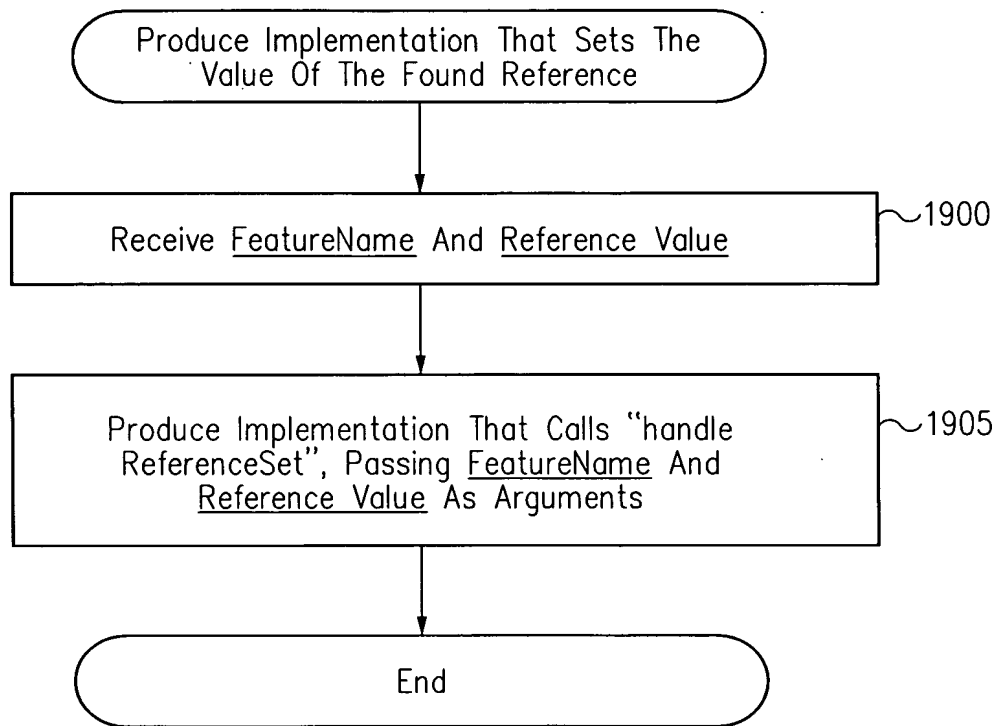 Produce Implementation That Sets The
Value Of The Found Reference
1900
Receive FeatureName And Reference Value
1905
Produce Implementation That Calls "handle
ReferenceSet", Passing FeatureName And
Reference Value As Arguments
End